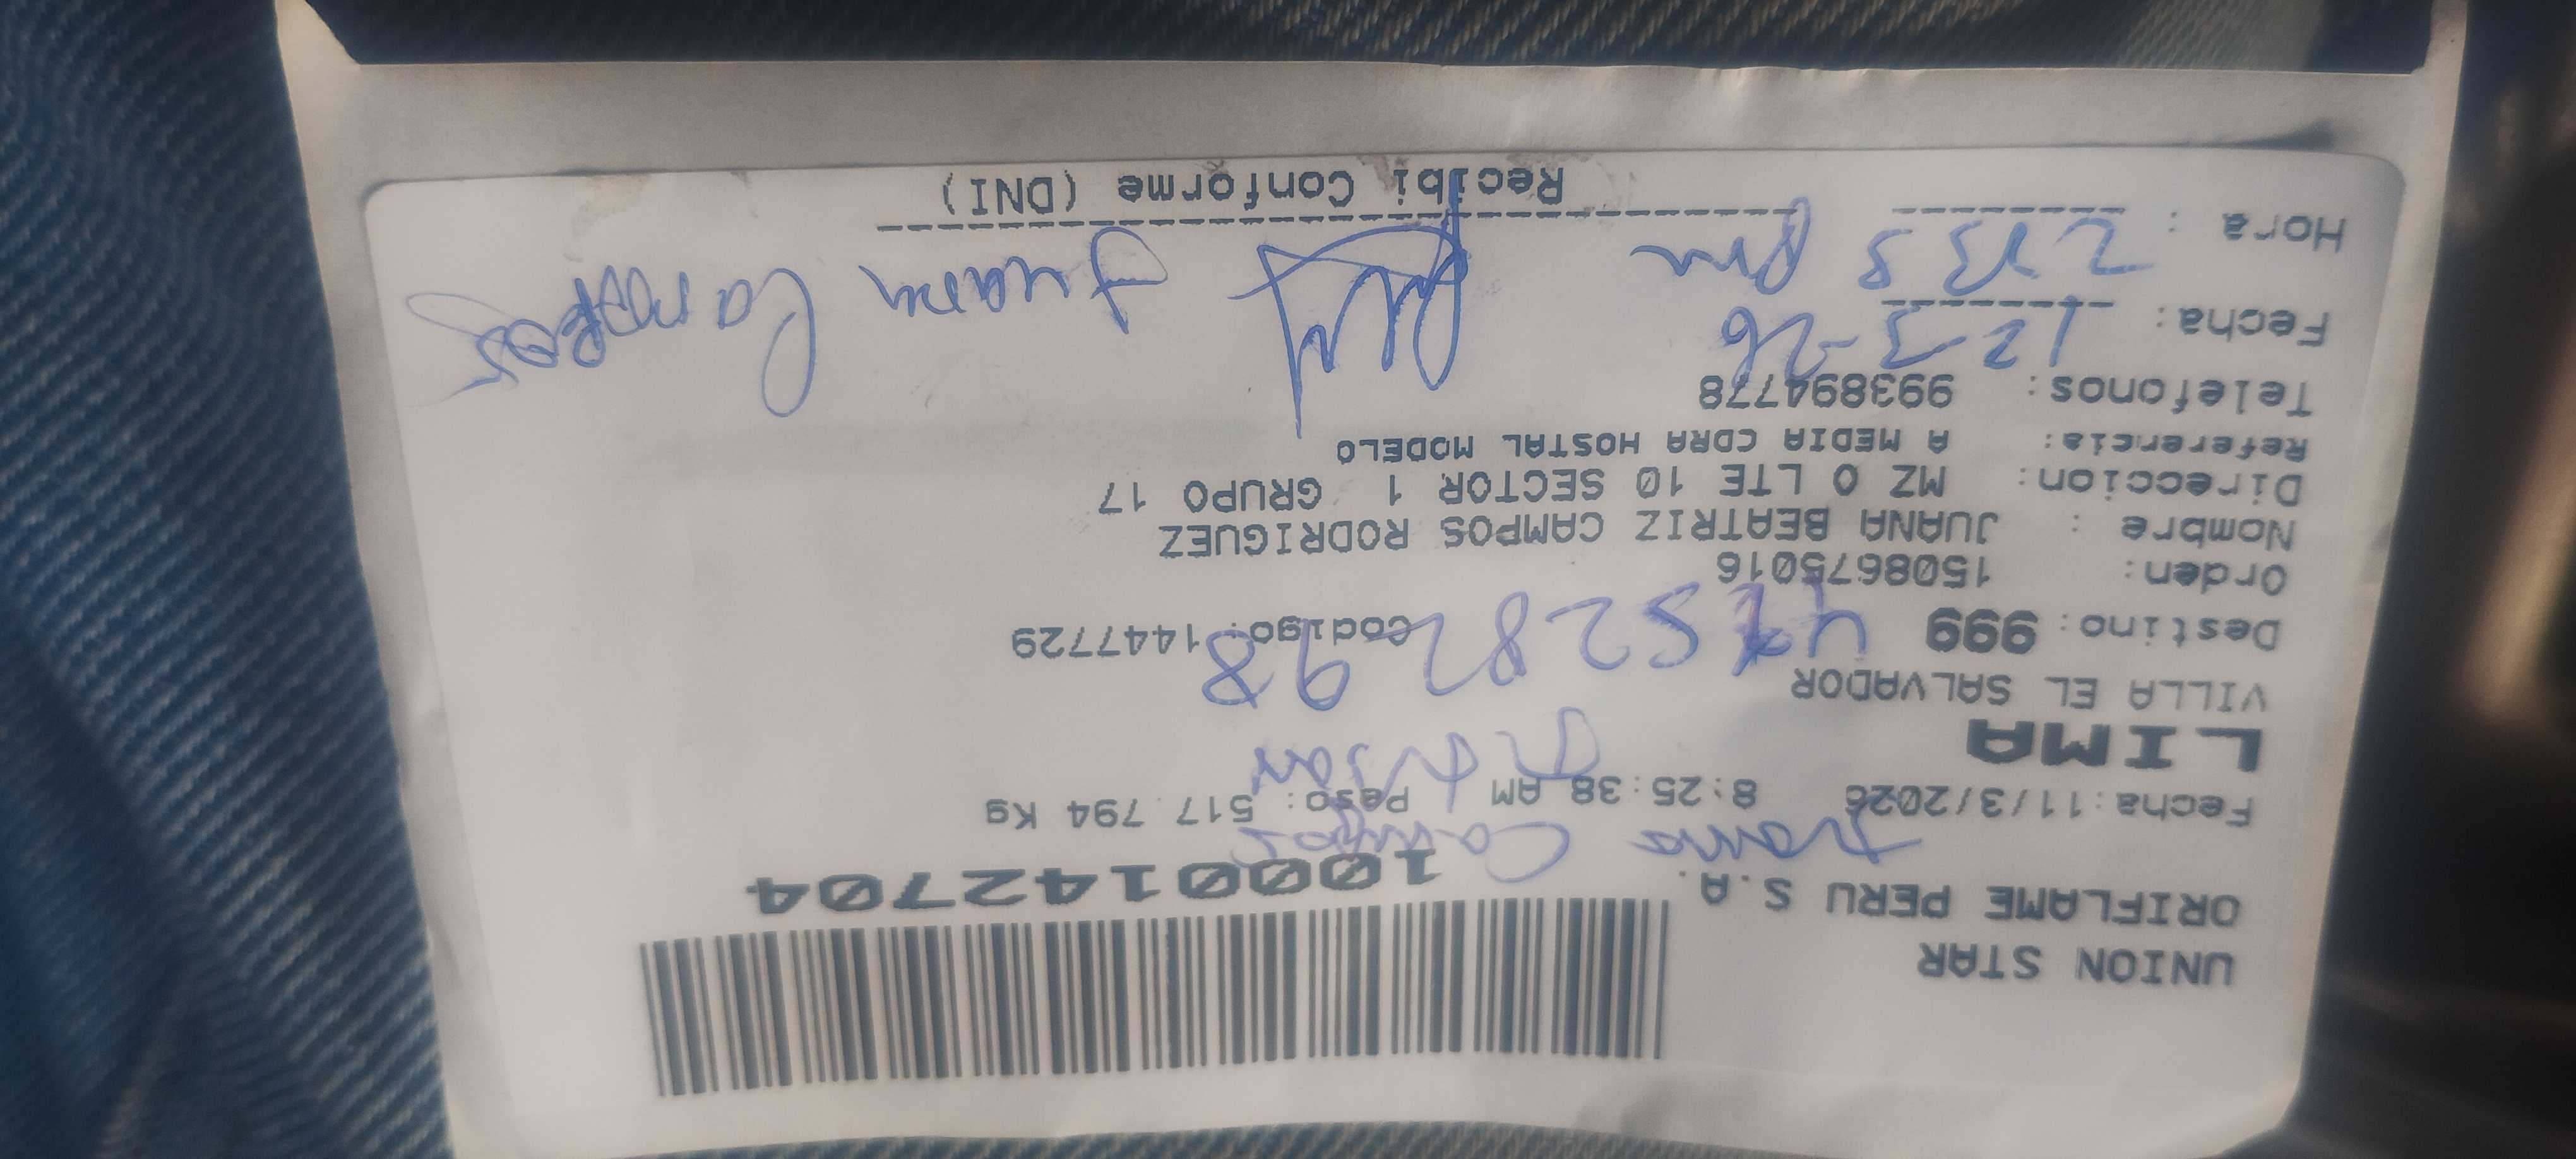 UNION STAR
ORIFLAME PERU S.A.
1000142704
Juana Campos
Fecha:11/3/2026 8:25:38 AM Peso: 517.794 Kg
LIMA
VILLA EL SALVADOR
Destino: 999 Codigo: 1447729
Orden: 1508675016
Nombre : JUANA BEATRIZ CAMPOS RODRIGUEZ
Direccion: MZ O LTE 10 SECTOR 1 GRUPO 17
Referencia: A MEDIA CDRA HOSTAL MODELO
Telefonos: 993894778
Fecha: 12-3-26
Hora : pm Juana Campos
Recibi Conforme (DNI)